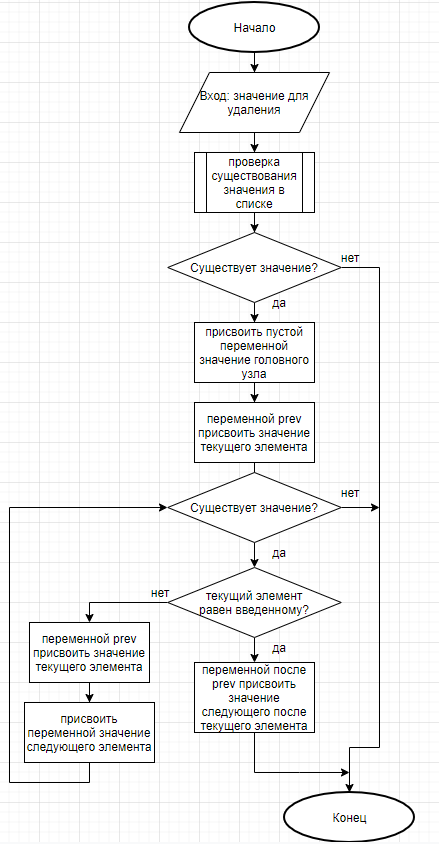 Начало
Вход: значение для
удаления
проверка
существования
значения в
списке
Существует значение?
нет
да
присвоить пустой
переменной
значение головного
узла
переменной prev
присвоить значение
текущего элемента
Существует значение?
нет
да
текущий элемент
равен введенному?
нет
да
переменной prev
присвоить значение
текущего элемента
присвоить
переменной значение
следующего элемента
переменной после
prev присвоить
значение
следующего после
текущего элемента
Конец